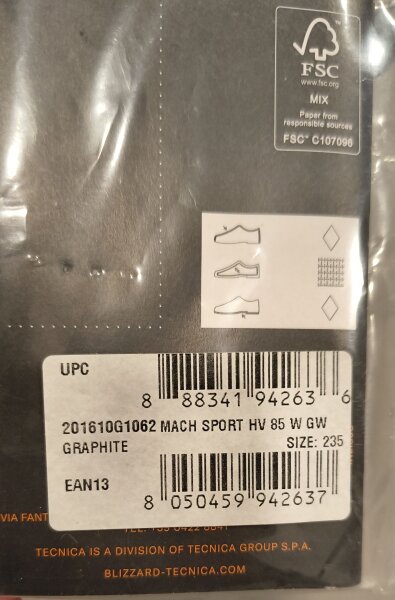 FSC
www.fsc.org
MIX
Paper from
responsible sources
FSC® C107096
UPC
8 88341 94263 6
201610G1062 MACH SPORT HV 85 W GW
GRAPHITE SIZE: 235
EAN13
8 050459 942637
VIA FANT
TECNICA IS A DIVISION OF TECNICA GROUP S.P.A.
BLIZZARD-TECNICA.COM